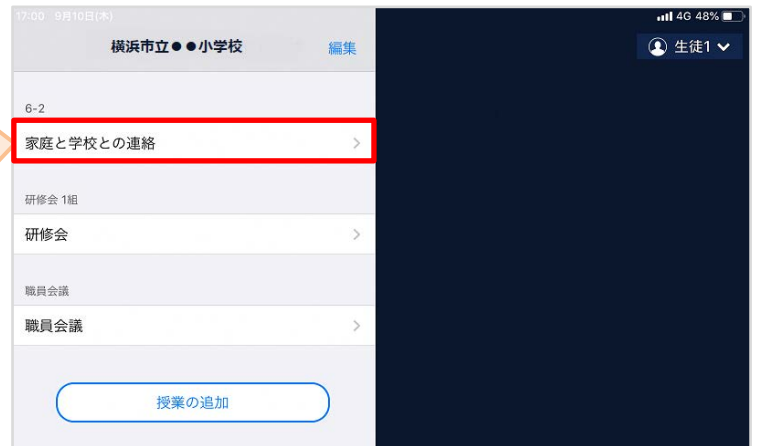 17:00 9月10日(木)
4G 48%
横浜市立●●小学校
編集
生徒1
6-2
家庭と学校との連絡
研修会 1組
研修会
職員会議
職員会議
授業の追加